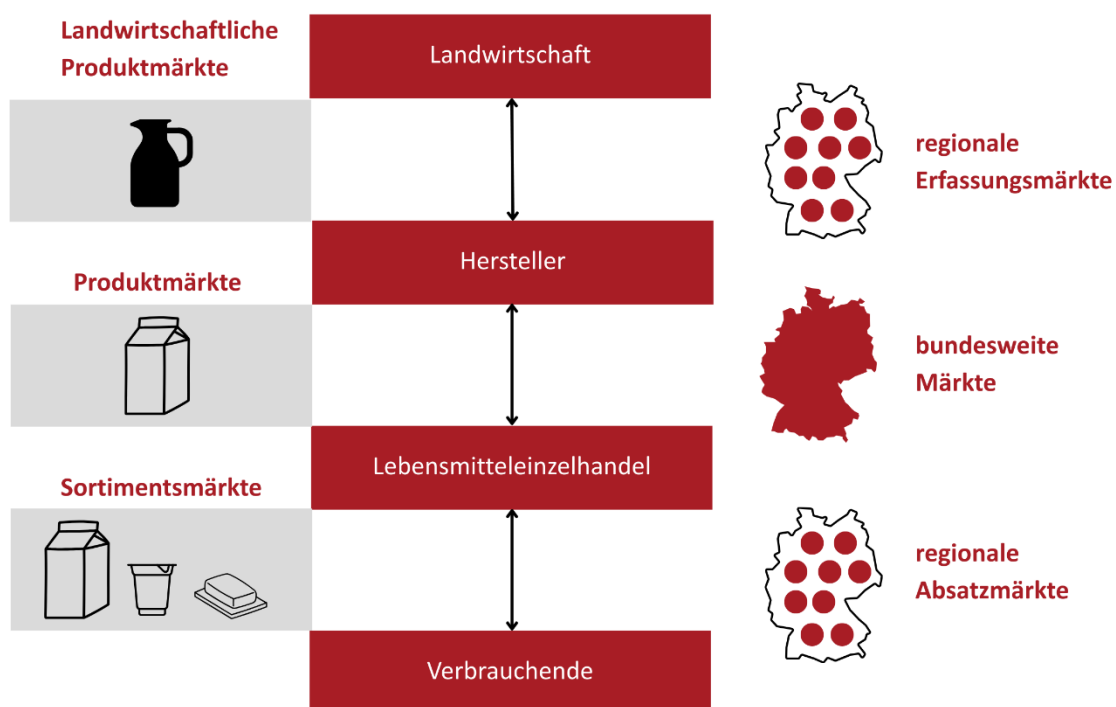 Landwirtschaftliche
Produktmärkte
Landwirtschaft
regionale
Erfassungsmärkte
Hersteller
Produktmärkte
bundesweite
Märkte
Lebensmitteleinzelhandel
Sortimentsmärkte
regionale
Absatzmärkte
Verbrauchende